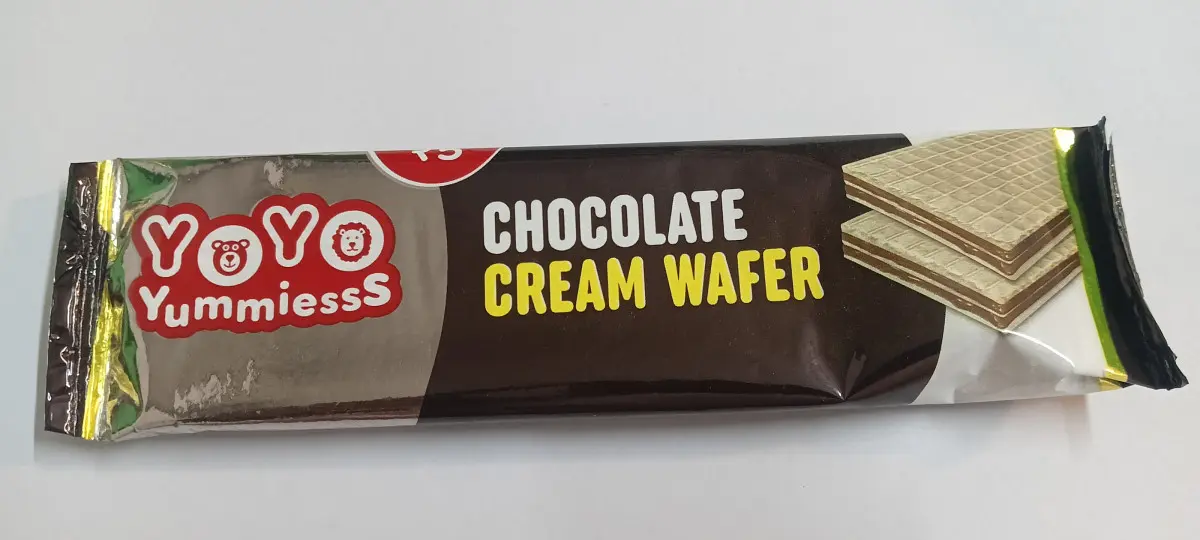 YOYO
YummiessS
CHOCOLATE
CREAM WAFER